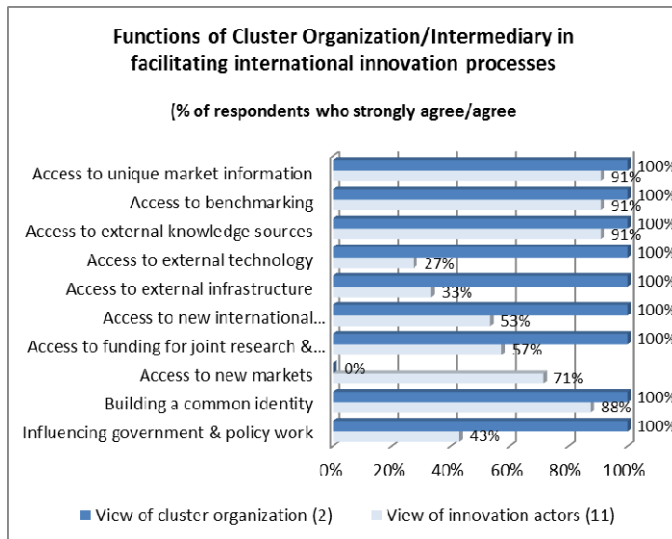 Functions of Cluster Organization/Intermediary in
facilitating international innovation processes
(% of respondents who strongly agree/agree
Access to unique market information
100%
91%
Access to benchmarking
100%
91%
Access to external knowledge sources
100%
91%
Access to external technology
100%
27%
Access to external infrastructure
100%
33%
Access to new international...
100%
53%
Access to funding for joint research &...
100%
57%
Access to new markets
0%
71%
Building a common identity
100%
88%
Influencing government & policy work
100%
43%
0% 20% 40% 60% 80% 100%
View of cluster organization (2) View of innovation actors (11)